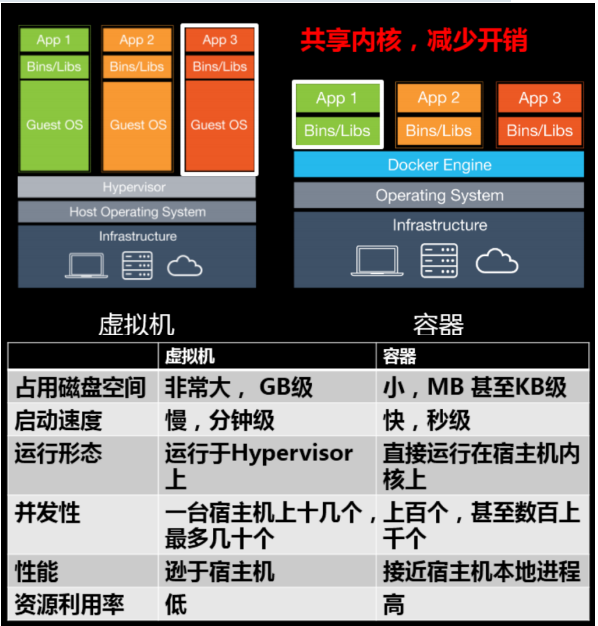 共享内核，减少开销
App 1 App 2 App 3
Bins/Libs Bins/Libs Bins/Libs
Guest OS Guest OS Guest OS
Hypervisor
Host Operating System
Infrastructure
App 1 App 2 App 3
Bins/Libs Bins/Libs Bins/Libs
Docker Engine
Operating System
Infrastructure
虚拟机 容器
虚拟机 容器
占用磁盘空间 非常大， GB级 小，MB 甚至KB级
启动速度 慢，分钟级 快，秒级
运行形态 运行于Hypervisor 直接运行在宿主机内
上 核上
并发性 一台宿主机上十几个， 上百个，甚至数百上
最多几十个 千个
性能 逊于宿主机 接近宿主机本地进程
资源利用率 低 高